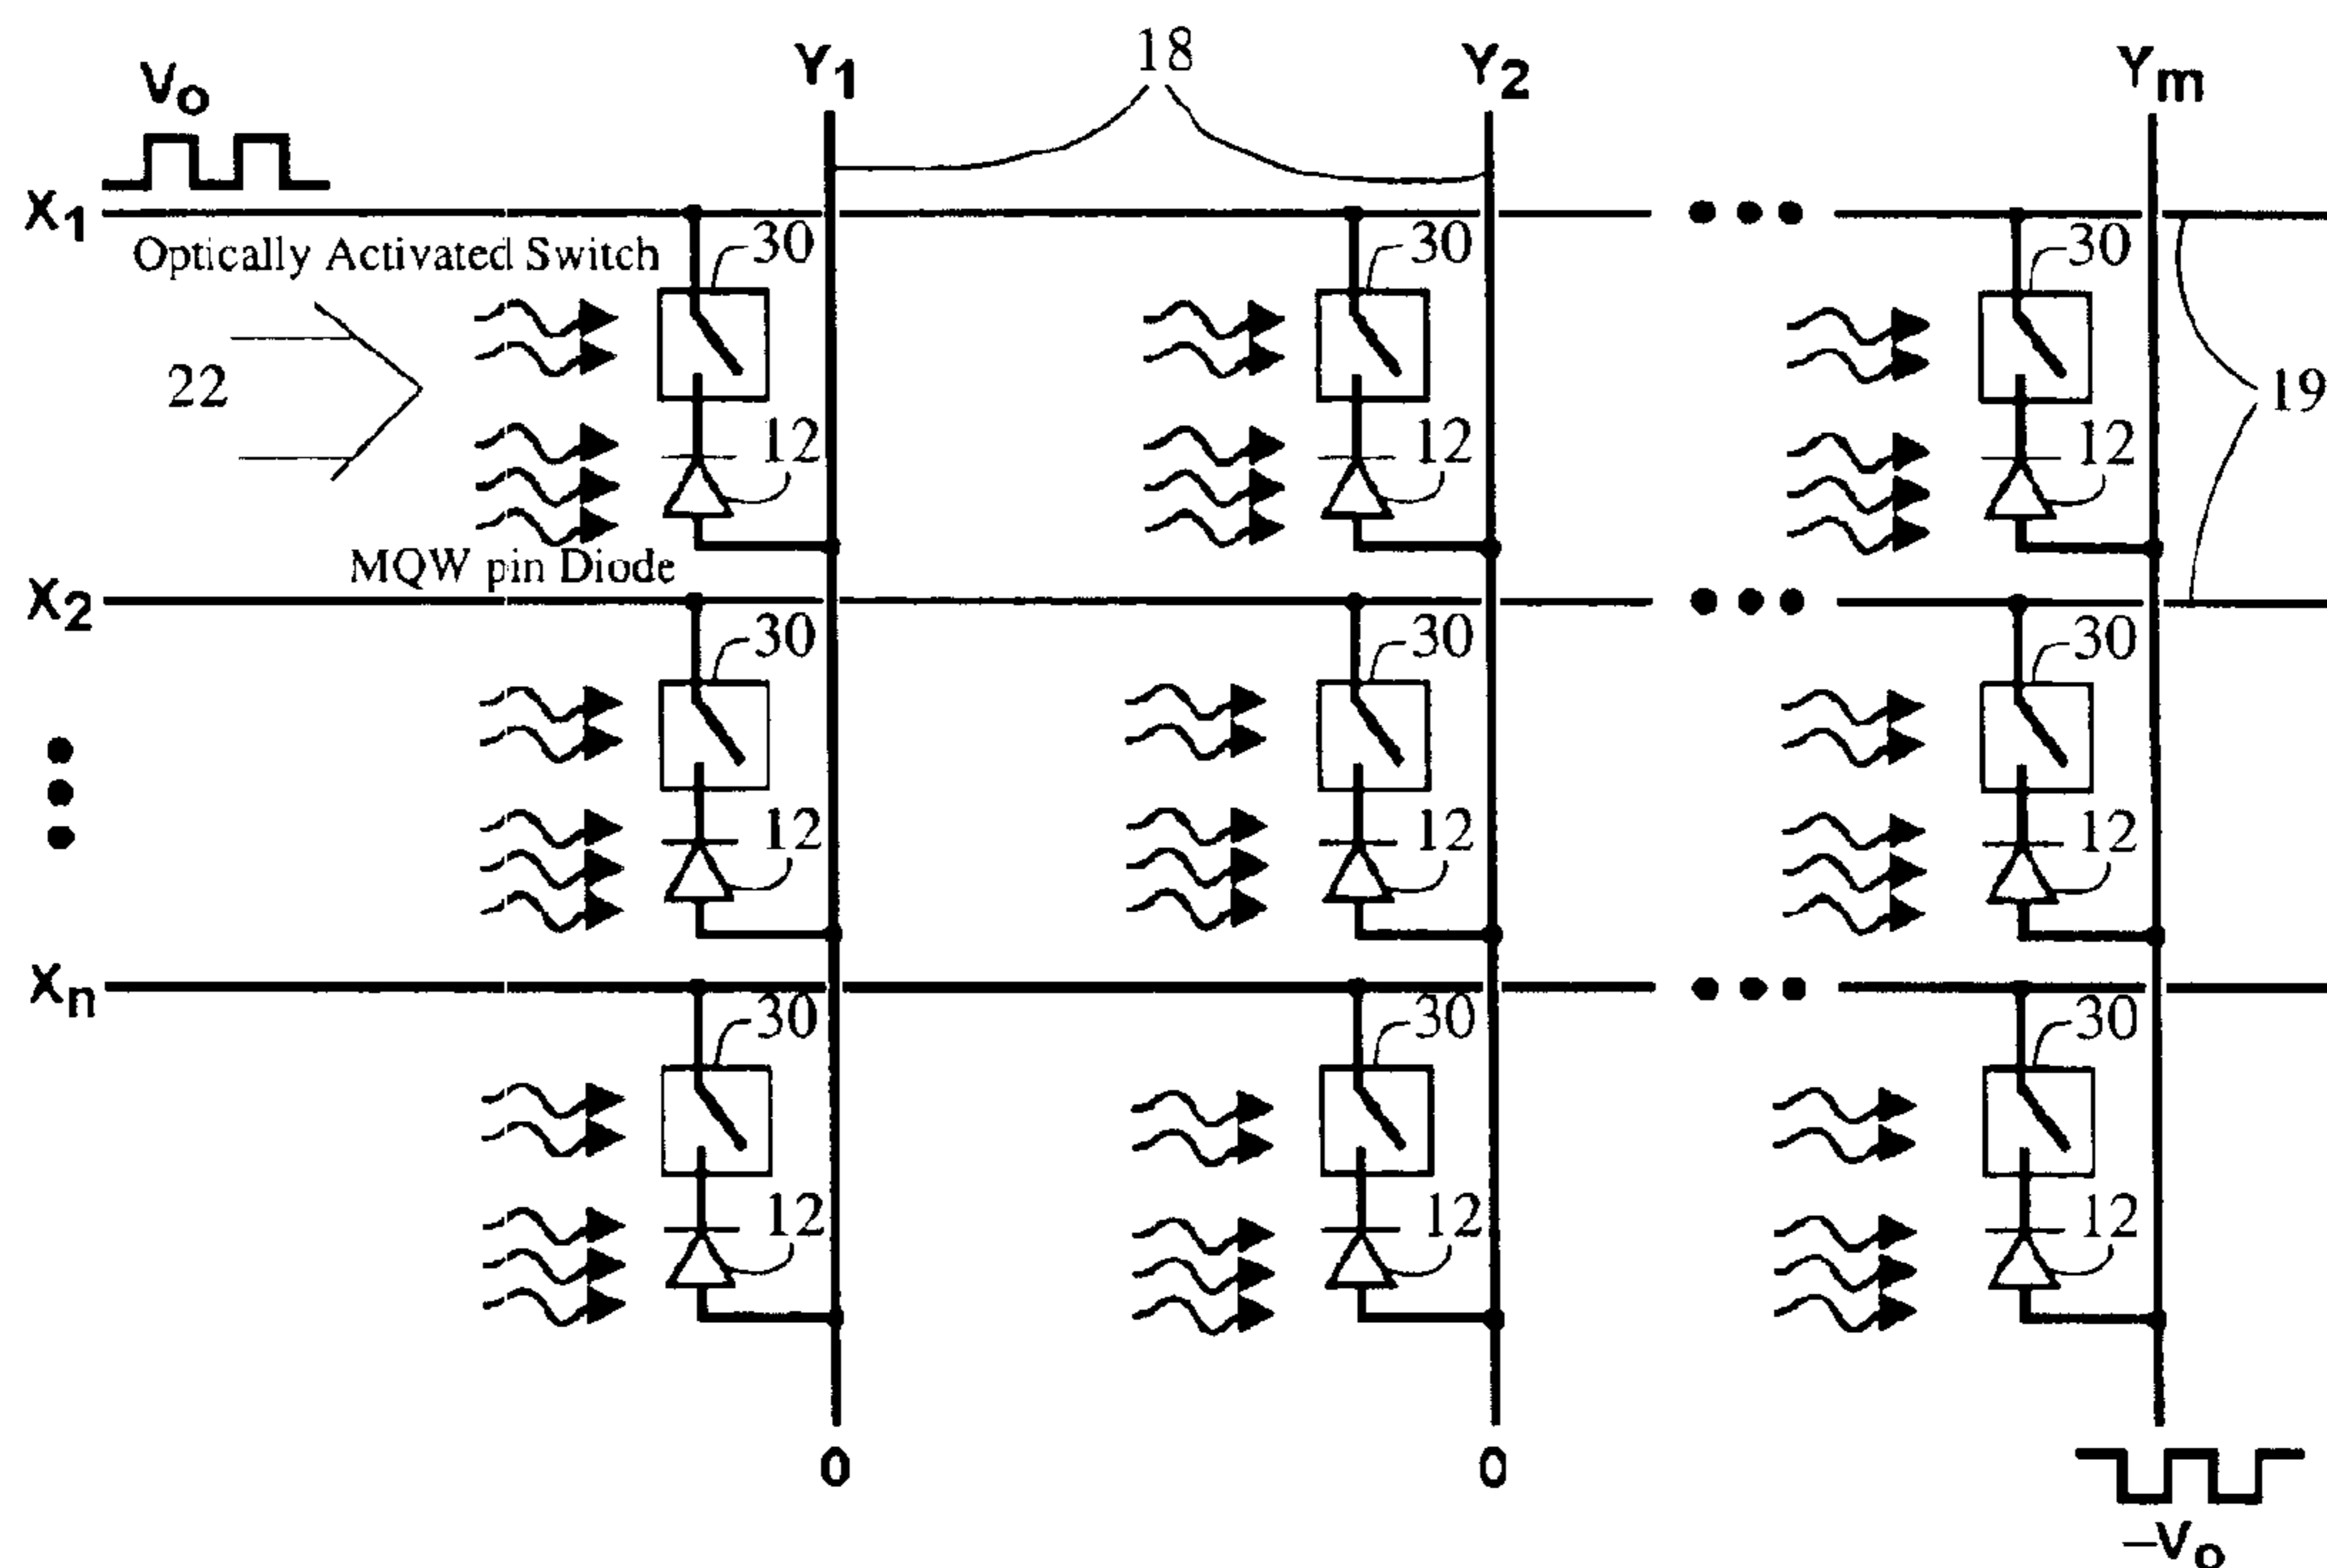 18
Y1 Y2 Ym
Vo
X1
30 30 30
Optically Activated Switch
22
19
12 12 12
MQW pin Diode
X2
30 30 30
12 12 12
Xn
30 30 30
12 12 12
0 0
−Vo